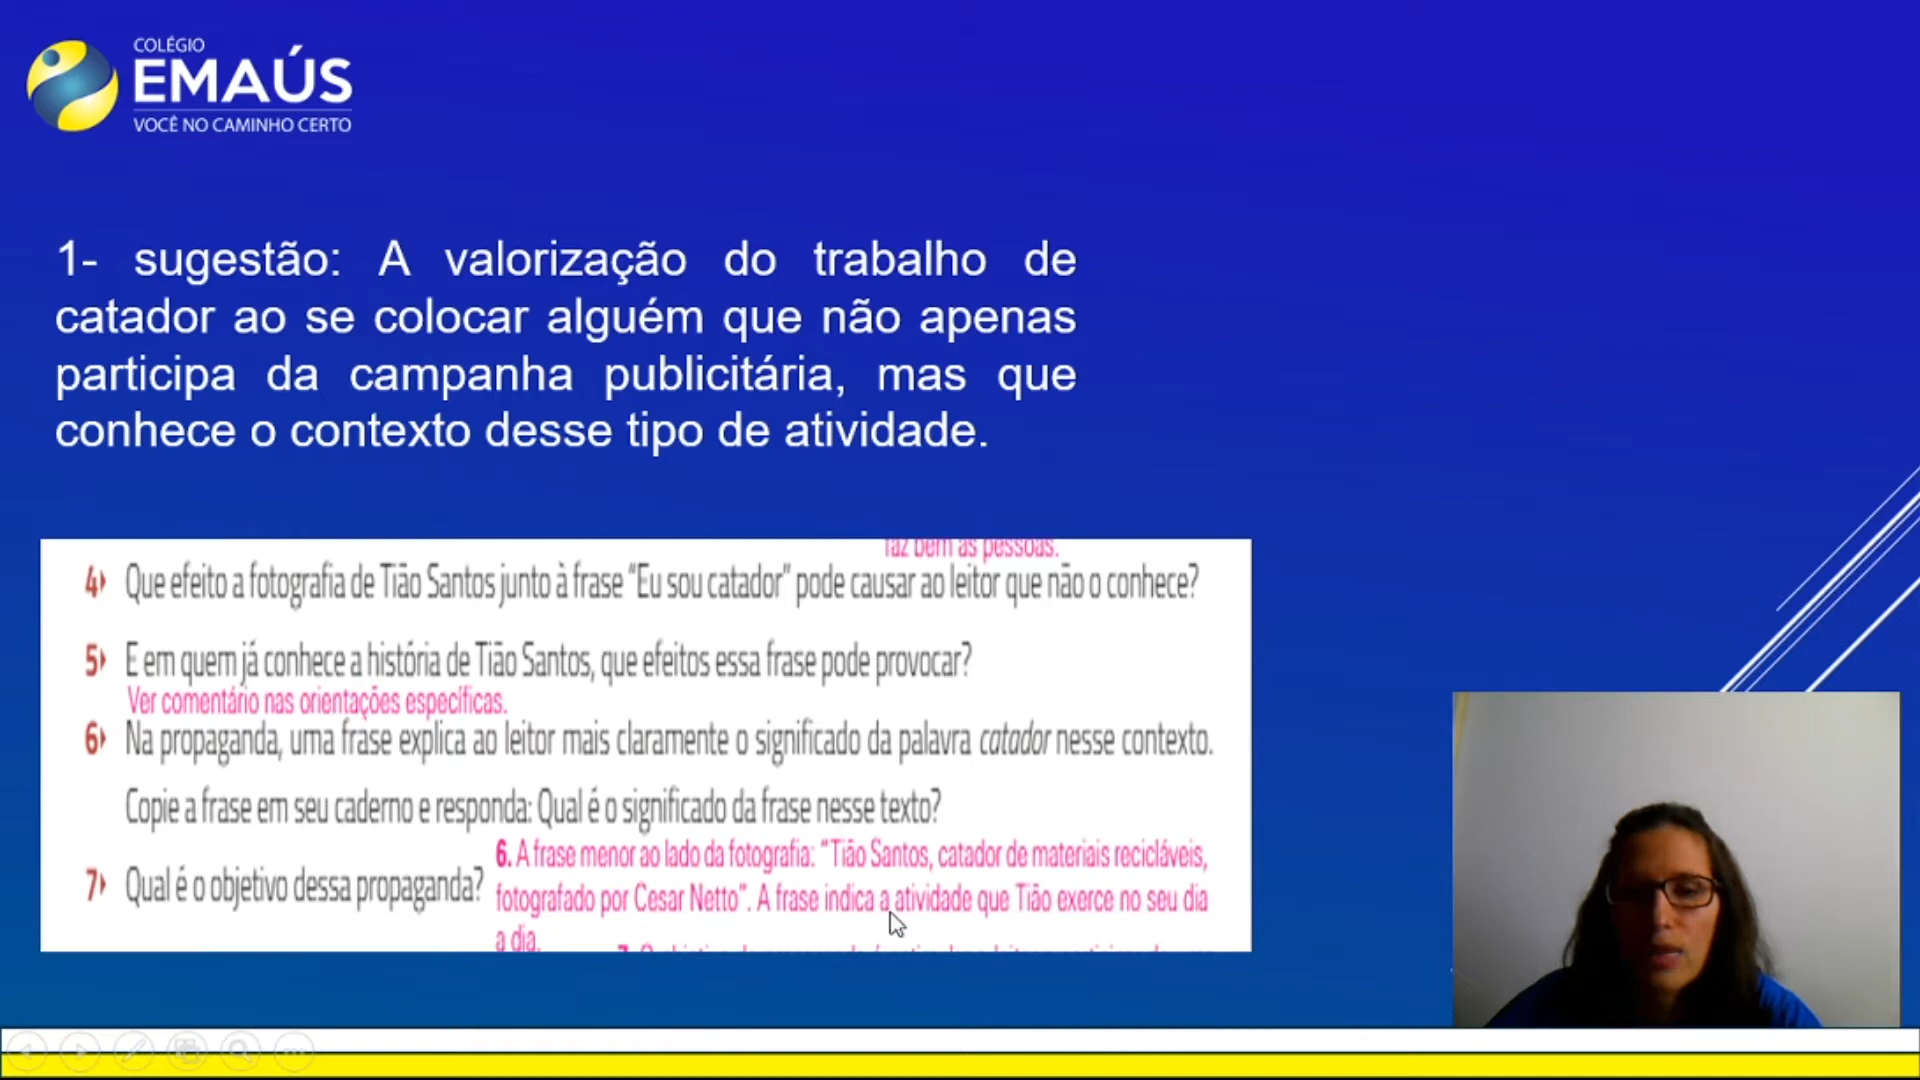 COLÉGIO
EMAÚS
VOCÊ NO CAMINHO CERTO
1- sugestão: A valorização do trabalho de
catador ao se colocar alguém que não apenas
participa da campanha publicitária, mas que
conhece o contexto desse tipo de atividade.
faz bem às pessoas.
4 Que efeito a fotografia de Tião Santos junto à frase “Eu sou catador” pode causar ao leitor que não o conhece?
5 E em quem já conhece a história de Tião Santos, que efeitos essa frase pode provocar?
Ver comentário nas orientações específicas.
6 Na propaganda, uma frase explica ao leitor mais claramente o significado da palavra catador nesse contexto.
Copie a frase em seu caderno e responda: Qual é o significado da frase nesse texto?
7 Qual é o objetivo dessa propaganda?
6. A frase menor ao lado da fotografia: “Tião Santos, catador de materiais recicláveis,
fotografado por Cesar Netto”. A frase indica a atividade que Tião exerce no seu dia
a dia.